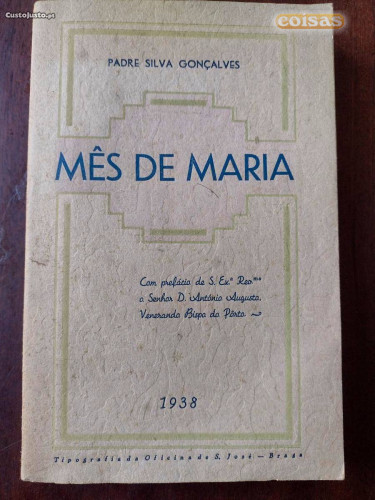 CustoJusto.pt
coisas
PADRE SILVA GONÇALVES
MÊS DE MARIA
Com prefácio de S. Ex.ª Rev.ᵐᵃ
o Senhor D. António Augusto,
Venerando Bispo do Pôrto.
1938
Tipografia da Oficina de S. José — Braga